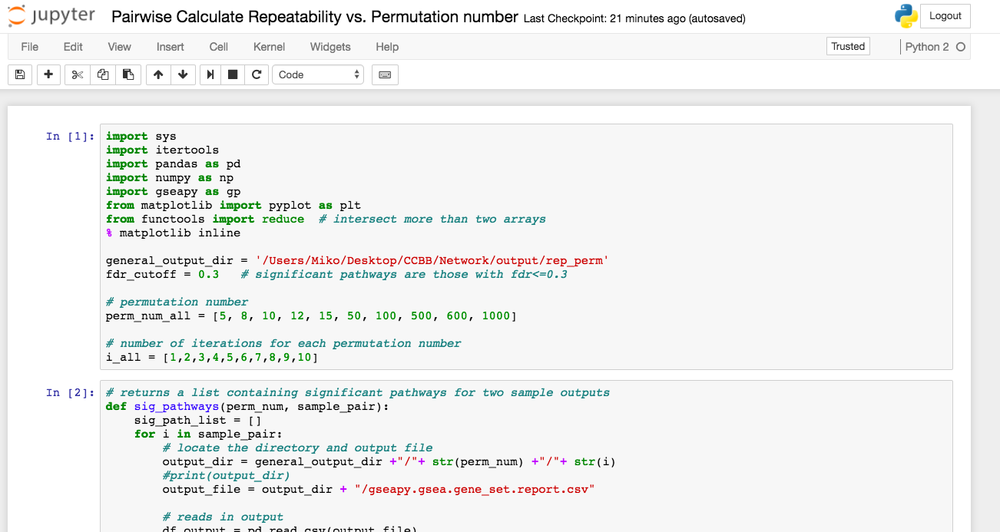 jupyter Pairwise Calculate Repeatability vs. Permutation number Last Checkpoint: 21 minutes ago (autosaved) Logout
File Edit View Insert Cell Kernel Widgets Help Trusted Python 2
Code
In [1]: import sys
import itertools
import pandas as pd
import numpy as np
import gseapy as gp
from matplotlib import pyplot as plt
from functools import reduce  # intersect more than two arrays
% matplotlib inline
general_output_dir = '/Users/Miko/Desktop/CCBB/Network/output/rep_perm'
fdr_cutoff = 0.3   # significant pathways are those with fdr<=0.3
# permutation number
perm_num_all = [5, 8, 10, 12, 15, 50, 100, 500, 600, 1000]
# number of iterations for each permutation number
i_all = [1,2,3,4,5,6,7,8,9,10]
In [2]: # returns a list containing significant pathways for two sample outputs
def sig_pathways(perm_num, sample_pair):
    sig_path_list = []
    for i in sample_pair:
        # locate the directory and output file
        output_dir = general_output_dir +"/"+ str(perm_num) +"/"+ str(i)
        #print(output_dir)
        output_file = output_dir + "/gseapy.gsea.gene_set.report.csv"
        # reads in output
        df_output = pd.read_csv(output_file)